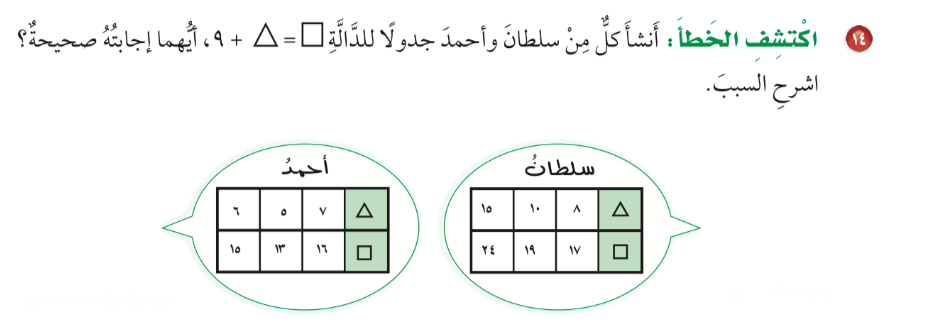 ١٤ اكْتشِفِ الخَطأَ: أَنشأَ كلٌّ مِنْ سلطانَ وأحمدَ جدولًا للدَّالَّةِ □ = △ + ٩، أيُّهما إجابتُهُ صحيحةٌ؟
اشرحِ السببَ.
سلطانُ
△ ٨ ١٠ ١٥
□ ١٧ ١٩ ٢٤
أحمدُ
△ ٧ ٥ ٦
□ ١٦ ١٣ ١٥